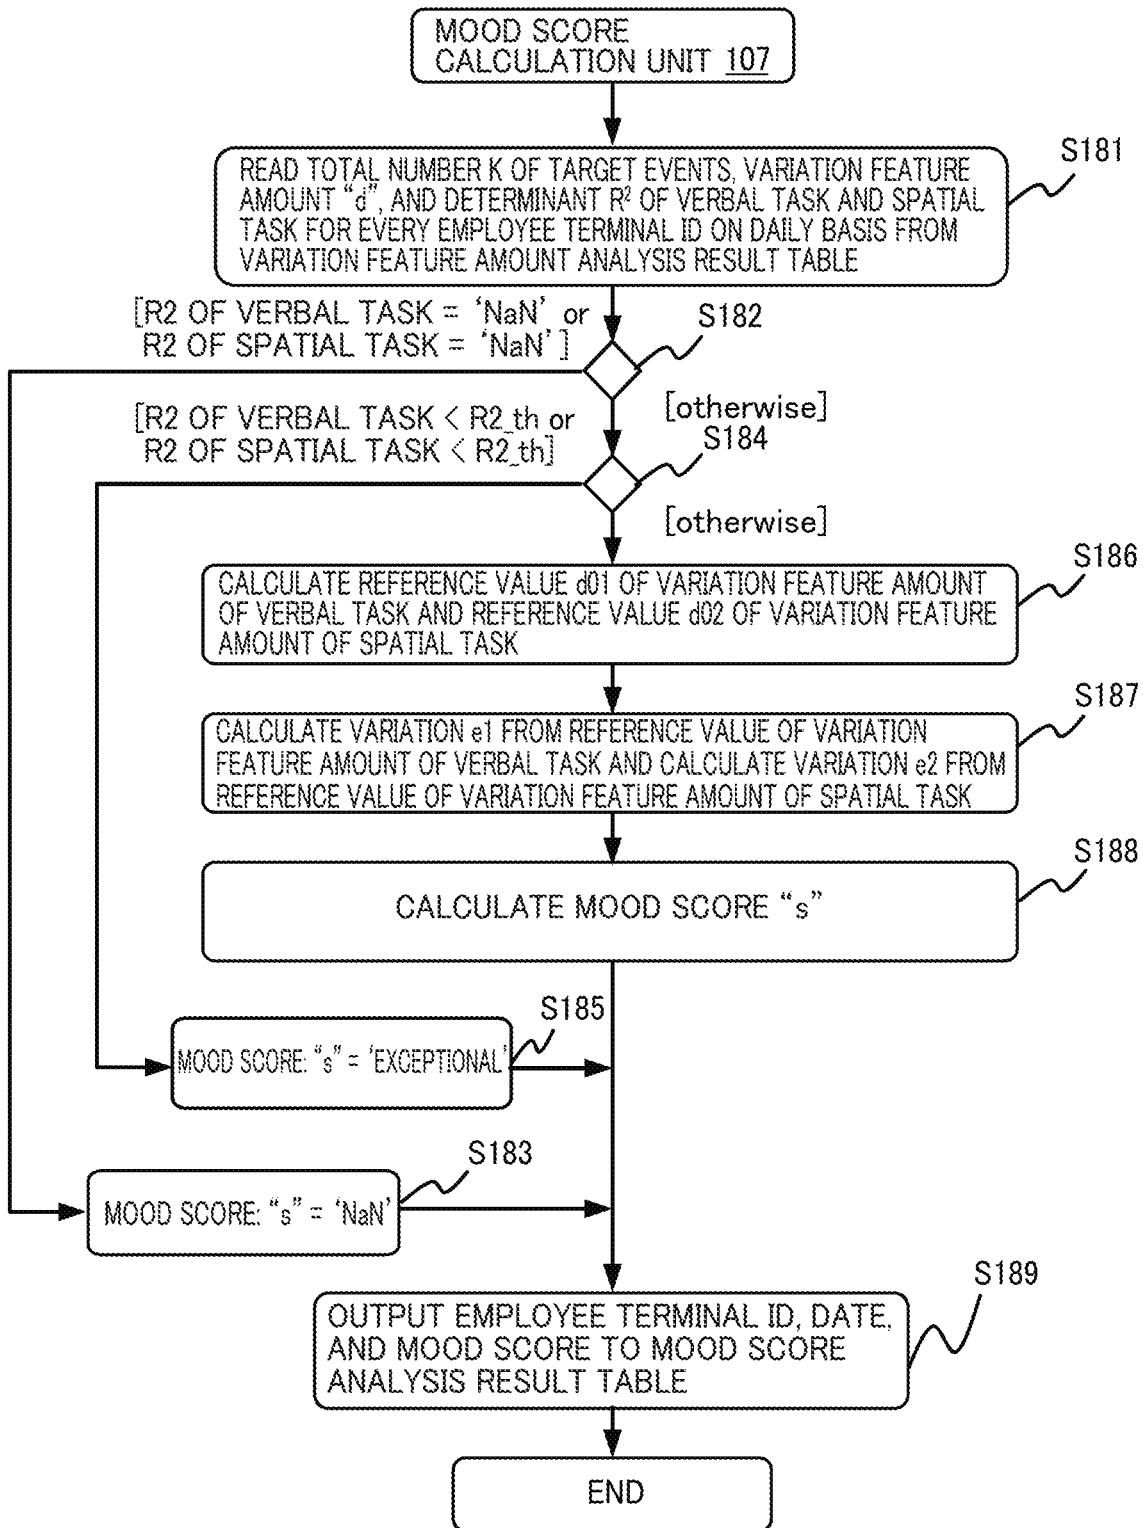 MOOD SCORE
CALCULATION UNIT 107
S181
READ TOTAL NUMBER K OF TARGET EVENTS, VARIATION FEATURE
AMOUNT “d”, AND DETERMINANT R² OF VERBAL TASK AND SPATIAL
TASK FOR EVERY EMPLOYEE TERMINAL ID ON DAILY BASIS FROM
VARIATION FEATURE AMOUNT ANALYSIS RESULT TABLE
[R2 OF VERBAL TASK = ‘NaN’ or
R2 OF SPATIAL TASK = ‘NaN’]
S182
[otherwise]
[R2 OF VERBAL TASK < R2_th or
R2 OF SPATIAL TASK < R2_th]
S184
[otherwise]
S186
CALCULATE REFERENCE VALUE d01 OF VARIATION FEATURE AMOUNT
OF VERBAL TASK AND REFERENCE VALUE d02 OF VARIATION FEATURE
AMOUNT OF SPATIAL TASK
S187
CALCULATE VARIATION e1 FROM REFERENCE VALUE OF VARIATION
FEATURE AMOUNT OF VERBAL TASK AND CALCULATE VARIATION e2 FROM
REFERENCE VALUE OF VARIATION FEATURE AMOUNT OF SPATIAL TASK
S188
CALCULATE MOOD SCORE “s”
S185
MOOD SCORE: “s” = ‘EXCEPTIONAL’
S183
MOOD SCORE: “s” = ‘NaN’
S189
OUTPUT EMPLOYEE TERMINAL ID, DATE,
AND MOOD SCORE TO MOOD SCORE
ANALYSIS RESULT TABLE
END